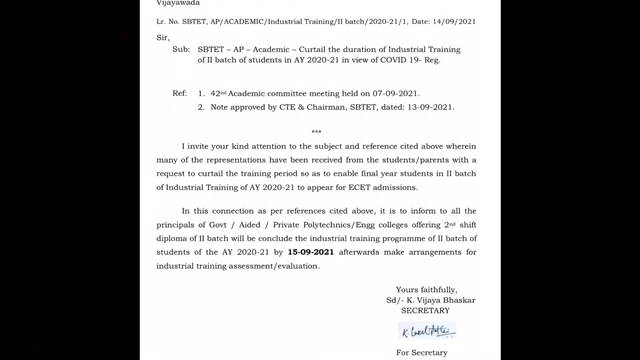 Vijayawada
Lr. No. SBTET, AP/ACADEMIC/Industrial Training/II batch/2020-21/1, Date: 14/09/2021
Sir,
Sub: SBTET – AP – Academic – Curtail the duration of Industrial Training
of II batch of students in AY 2020-21 in view of COVID 19- Reg.
Ref: 1. 42nd Academic committee meeting held on 07-09-2021.
2. Note approved by CTE & Chairman, SBTET, dated: 13-09-2021.
***
I invite your kind attention to the subject and reference cited above wherein
many of the representations have been received from the students/parents with a
request to curtail the training period so as to enable final year students in II batch
of Industrial Training of AY 2020-21 to appear for ECET admissions.
In this connection as per references cited above, it is to inform to all the
principals of Govt / Aided / Private Polytechnics/Engg colleges offering 2nd shift
diploma of II batch will be conclude the industrial training programme of II batch of
students of the AY 2020-21 by 15-09-2021 afterwards make arrangements for
industrial training assessment/evaluation.
Yours faithfully,
Sd/- K. Vijaya Bhaskar
SECRETARY
For Secretary